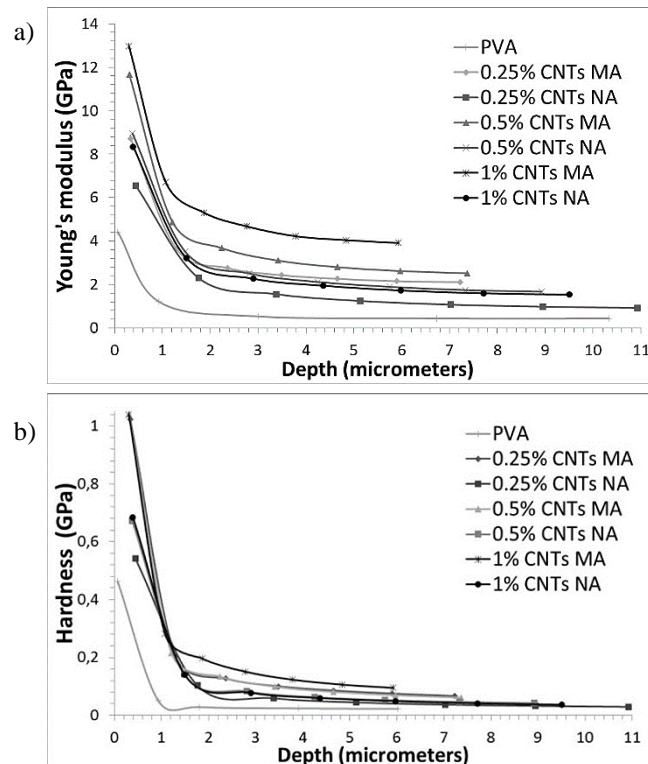 a)
Young's modulus (GPa)
14
12
10
8
6
4
2
0
PVA
0.25% CNTs MA
0.25% CNTs NA
0.5% CNTs MA
0.5% CNTs NA
1% CNTs MA
1% CNTs NA
0 1 2 3 4 5 6 7 8 9 10 11
Depth (micrometers)
b)
Hardness (GPa)
1
0,8
0,6
0,4
0,2
0
PVA
0.25% CNTs MA
0.25% CNTs NA
0.5% CNTs MA
0.5% CNTs NA
1% CNTs MA
1% CNTs NA
0 1 2 3 4 5 6 7 8 9 10 11
Depth (micrometers)